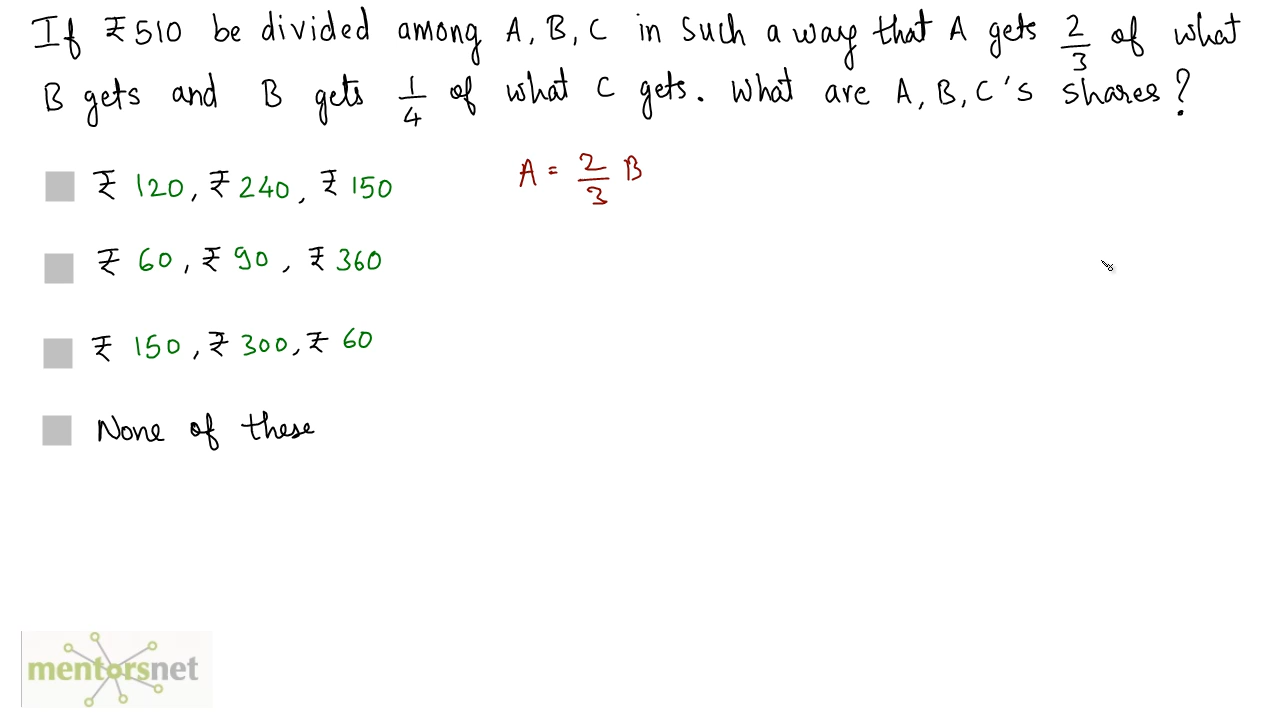 If ₹510 be divided among A, B, C in such a way that A gets 2/3 of what
B gets and B gets 1/4 of what C gets. What are A, B, C's shares?
A = 2/3 B
₹ 120, ₹ 240, ₹ 150
₹ 60, ₹ 90, ₹ 360
₹ 150, ₹ 300, ₹ 60
None of these
mentorsnet